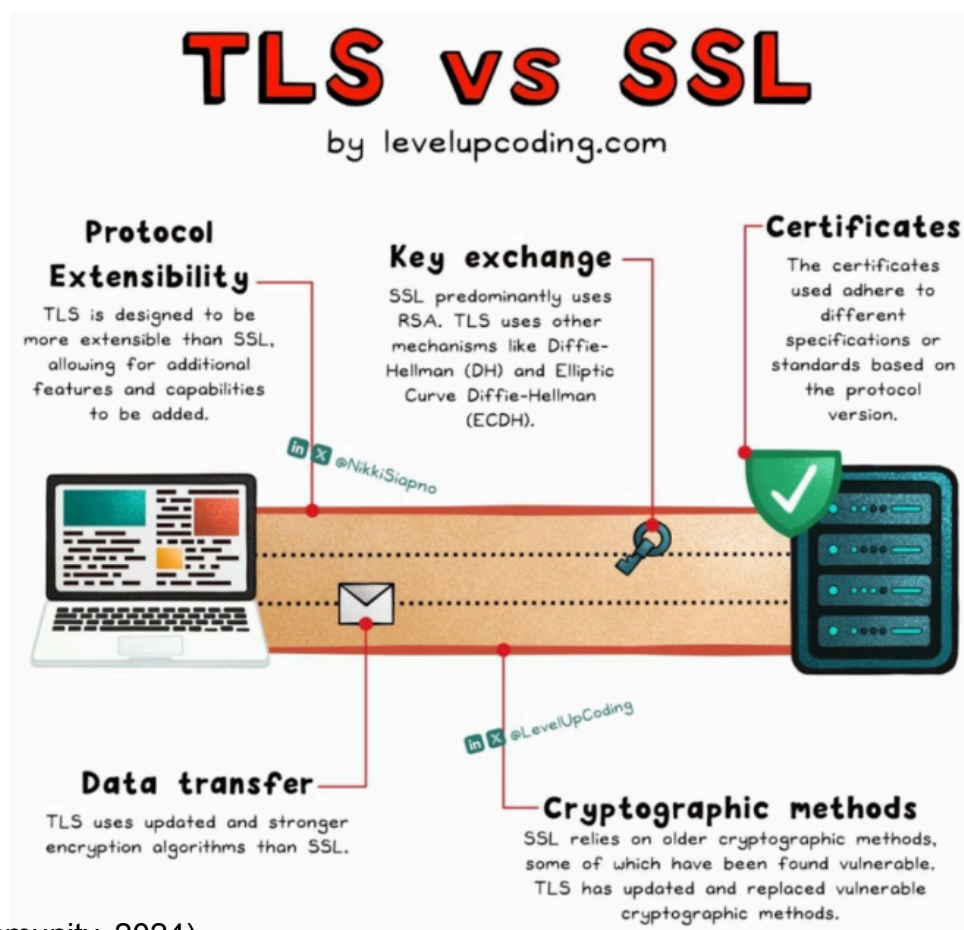 TLS vs SSL
by levelupcoding.com
Protocol
Extensibility
TLS is designed to be
more extensible than SSL,
allowing for additional
features and capabilities
to be added.
Key exchange
SSL predominantly uses
RSA. TLS uses other
mechanisms like Diffie-
Hellman (DH) and Elliptic
Curve Diffie-Hellman
(ECDH).
Certificates
The certificates
used adhere to
different
specifications or
standards based on
the protocol
version.
in X @NikkiSiapno
in X @LevelUpCoding
Data transfer
TLS uses updated and stronger
encryption algorithms than SSL.
Cryptographic methods
SSL relies on older cryptographic methods,
some of which have been found vulnerable.
TLS has updated and replaced vulnerable
cryptographic methods.